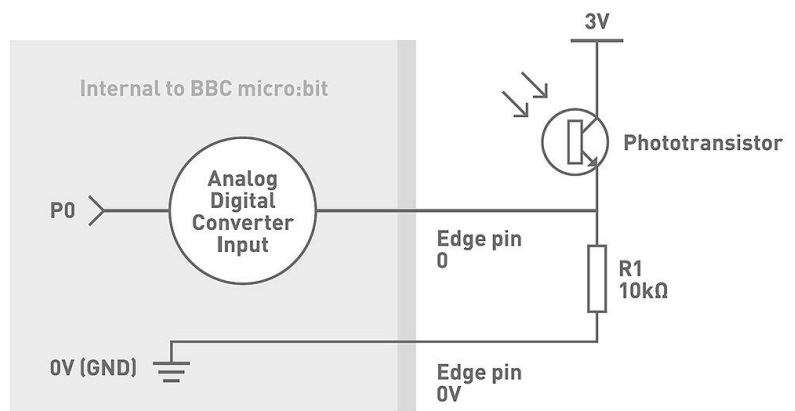 3V
Internal to BBC micro:bit
Phototransistor
Analog
Digital
Converter
Input
P0
Edge pin
0
R1
10kΩ
0V (GND)
Edge pin
0V